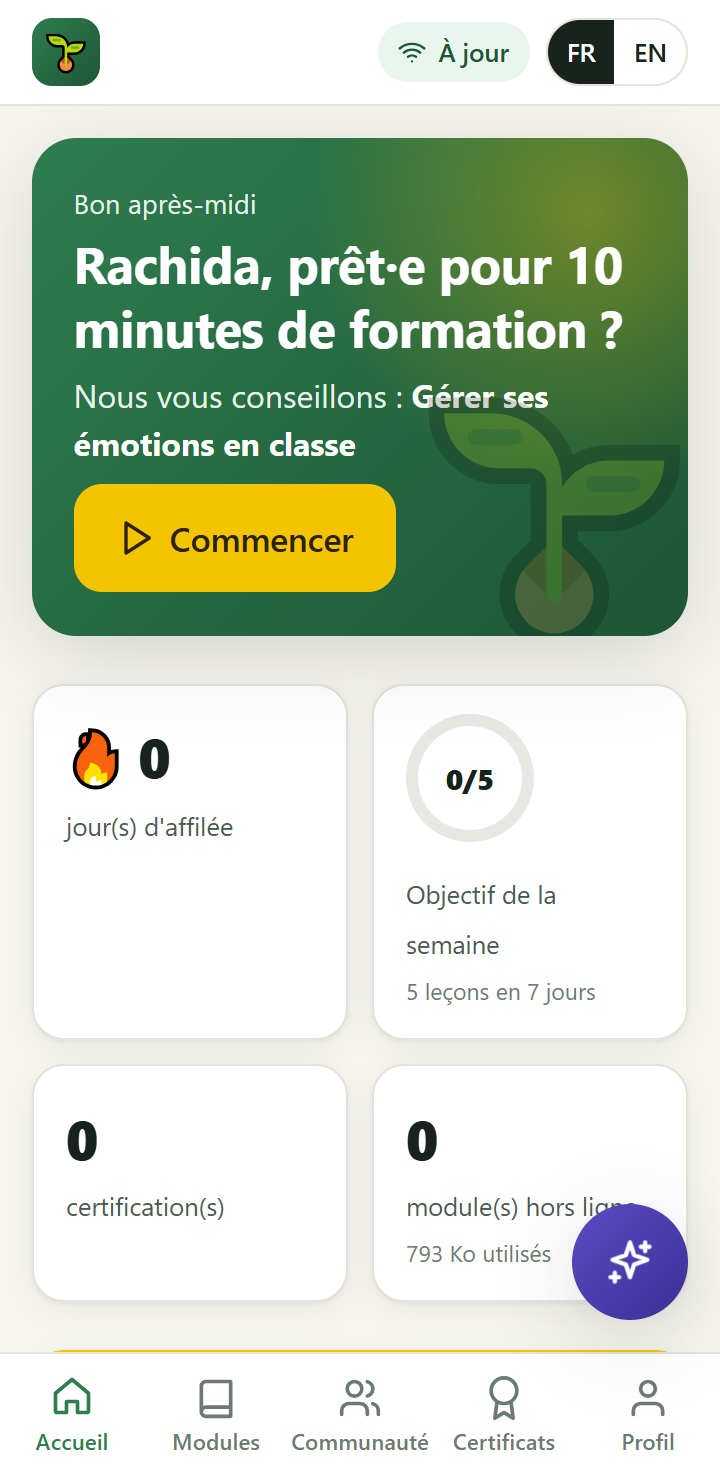 À jour
FR
EN
Bon après-midi
Rachida, prêt·e pour 10
minutes de formation ?
Nous vous conseillons : Gérer ses
émotions en classe
Commencer
0
jour(s) d'affilée
0/5
Objectif de la
semaine
5 leçons en 7 jours
0
certification(s)
0
module(s) hors ligne
793 Ko utilisés
Accueil
Modules
Communauté
Certificats
Profil